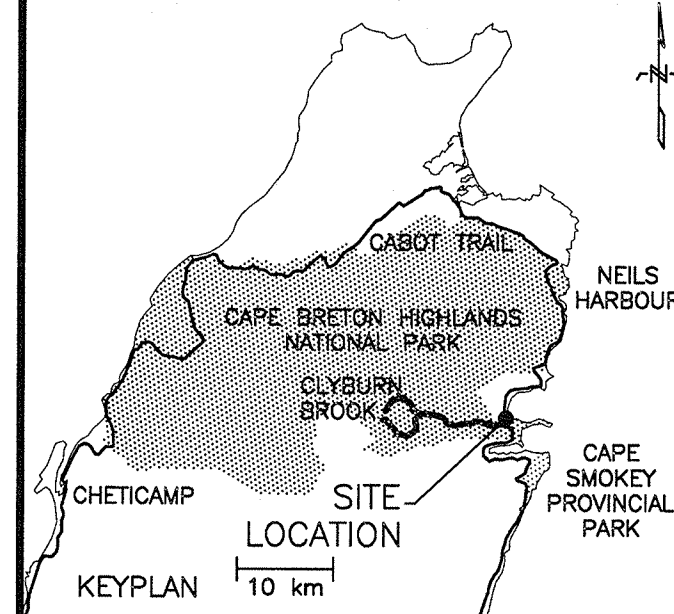 N
CABOT TRAIL
NEILS
HARBOUR
CAPE BRETON HIGHLANDS
NATIONAL PARK
CLYBURN
BROOK
CAPE
SMOKEY
PROVINCIAL
PARK
CHETICAMP
SITE
LOCATION
KEYPLAN
10 km